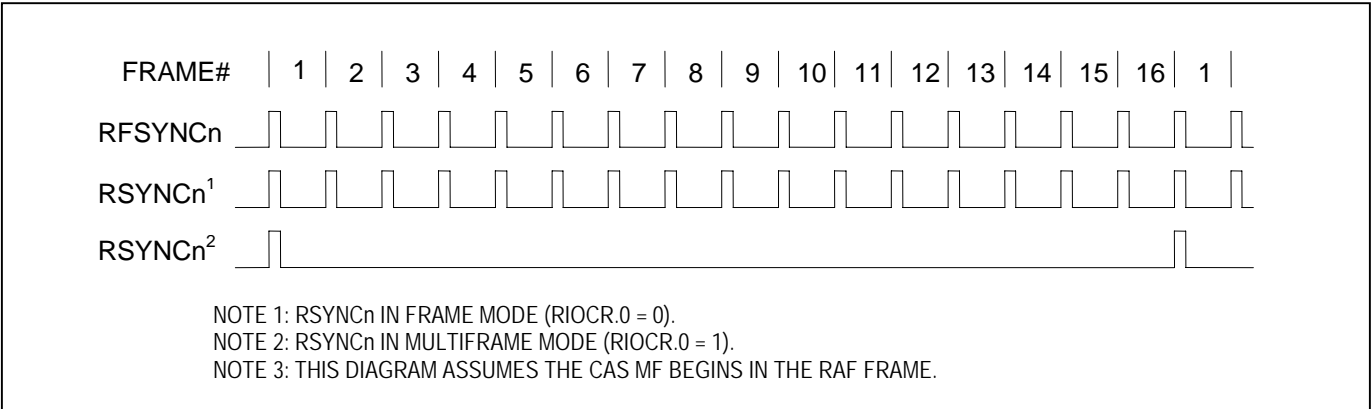 FRAME# 1 2 3 4 5 6 7 8 9 10 11 12 13 14 15 16 1
RFSYNCn
RSYNCn¹
RSYNCn²
NOTE 1: RSYNCn IN FRAME MODE (RIOCR.0 = 0).
NOTE 2: RSYNCn IN MULTIFRAME MODE (RIOCR.0 = 1).
NOTE 3: THIS DIAGRAM ASSUMES THE CAS MF BEGINS IN THE RAF FRAME.